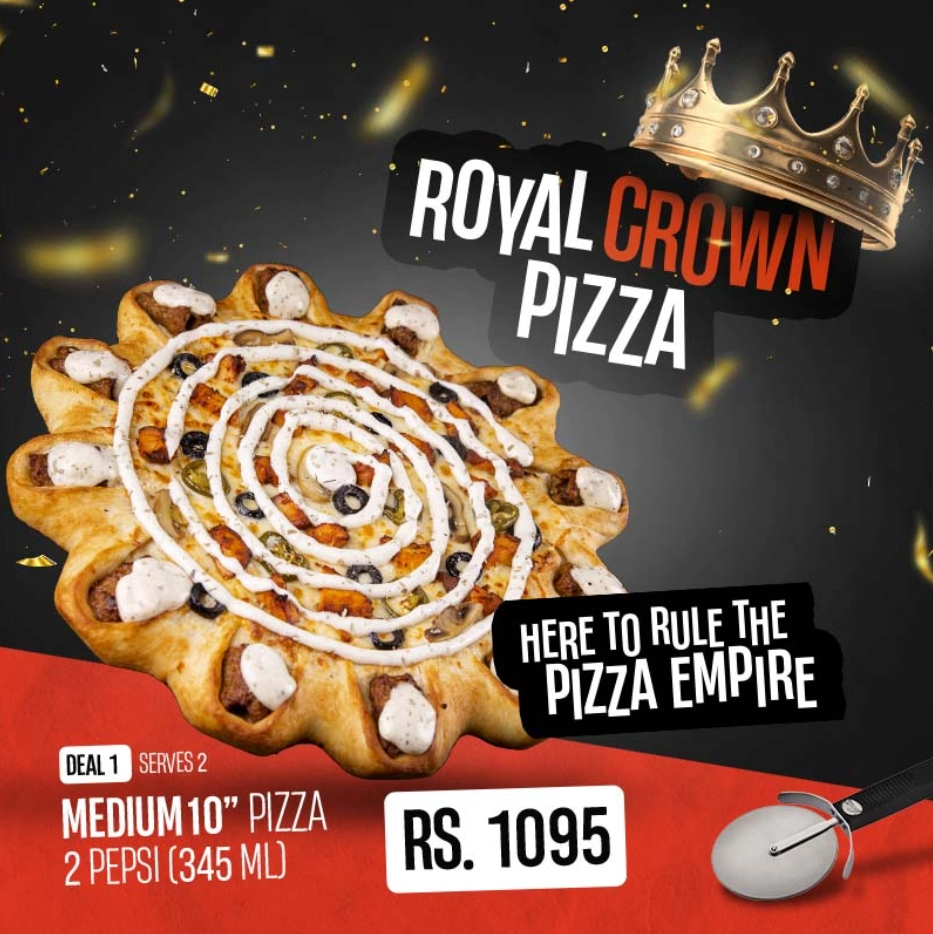 ROYAL CROWN
PIZZA
HERE TO RULE THE
PIZZA EMPIRE
DEAL 1 SERVES 2
MEDIUM 10” PIZZA
2 PEPSI (345 ML)
RS. 1095